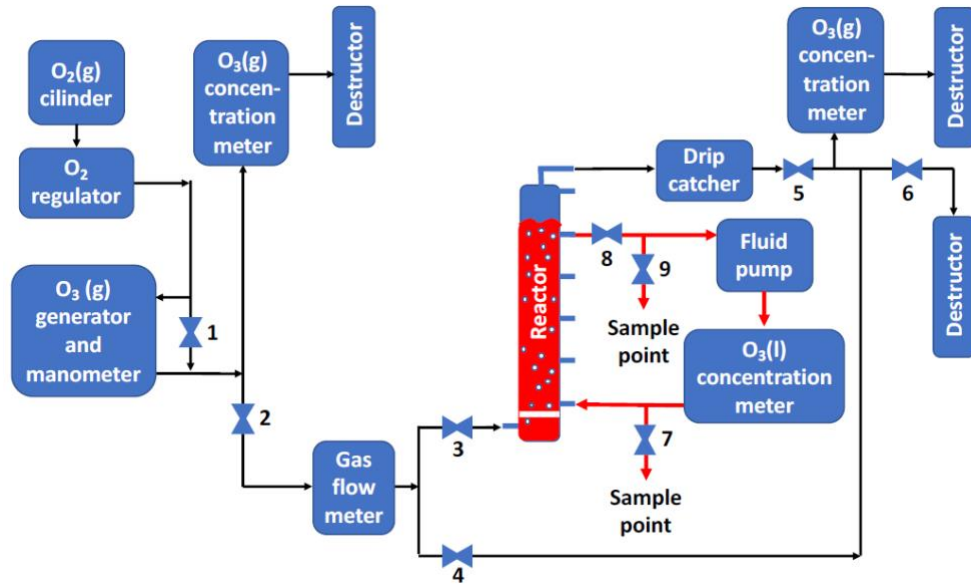 O₂(g)
cilinder
O₂
regulator
O₃ (g)
generator
and
manometer
1
2
O₃(g)
concen-
tration
meter
Destructor
Gas
flow
meter
3
4
Reactor
Drip
catcher
5
6
8
9
Sample
point
Fluid
pump
O₃(l)
concentration
meter
7
Sample
point
O₃(g)
concen-
tration
meter
Destructor
Destructor